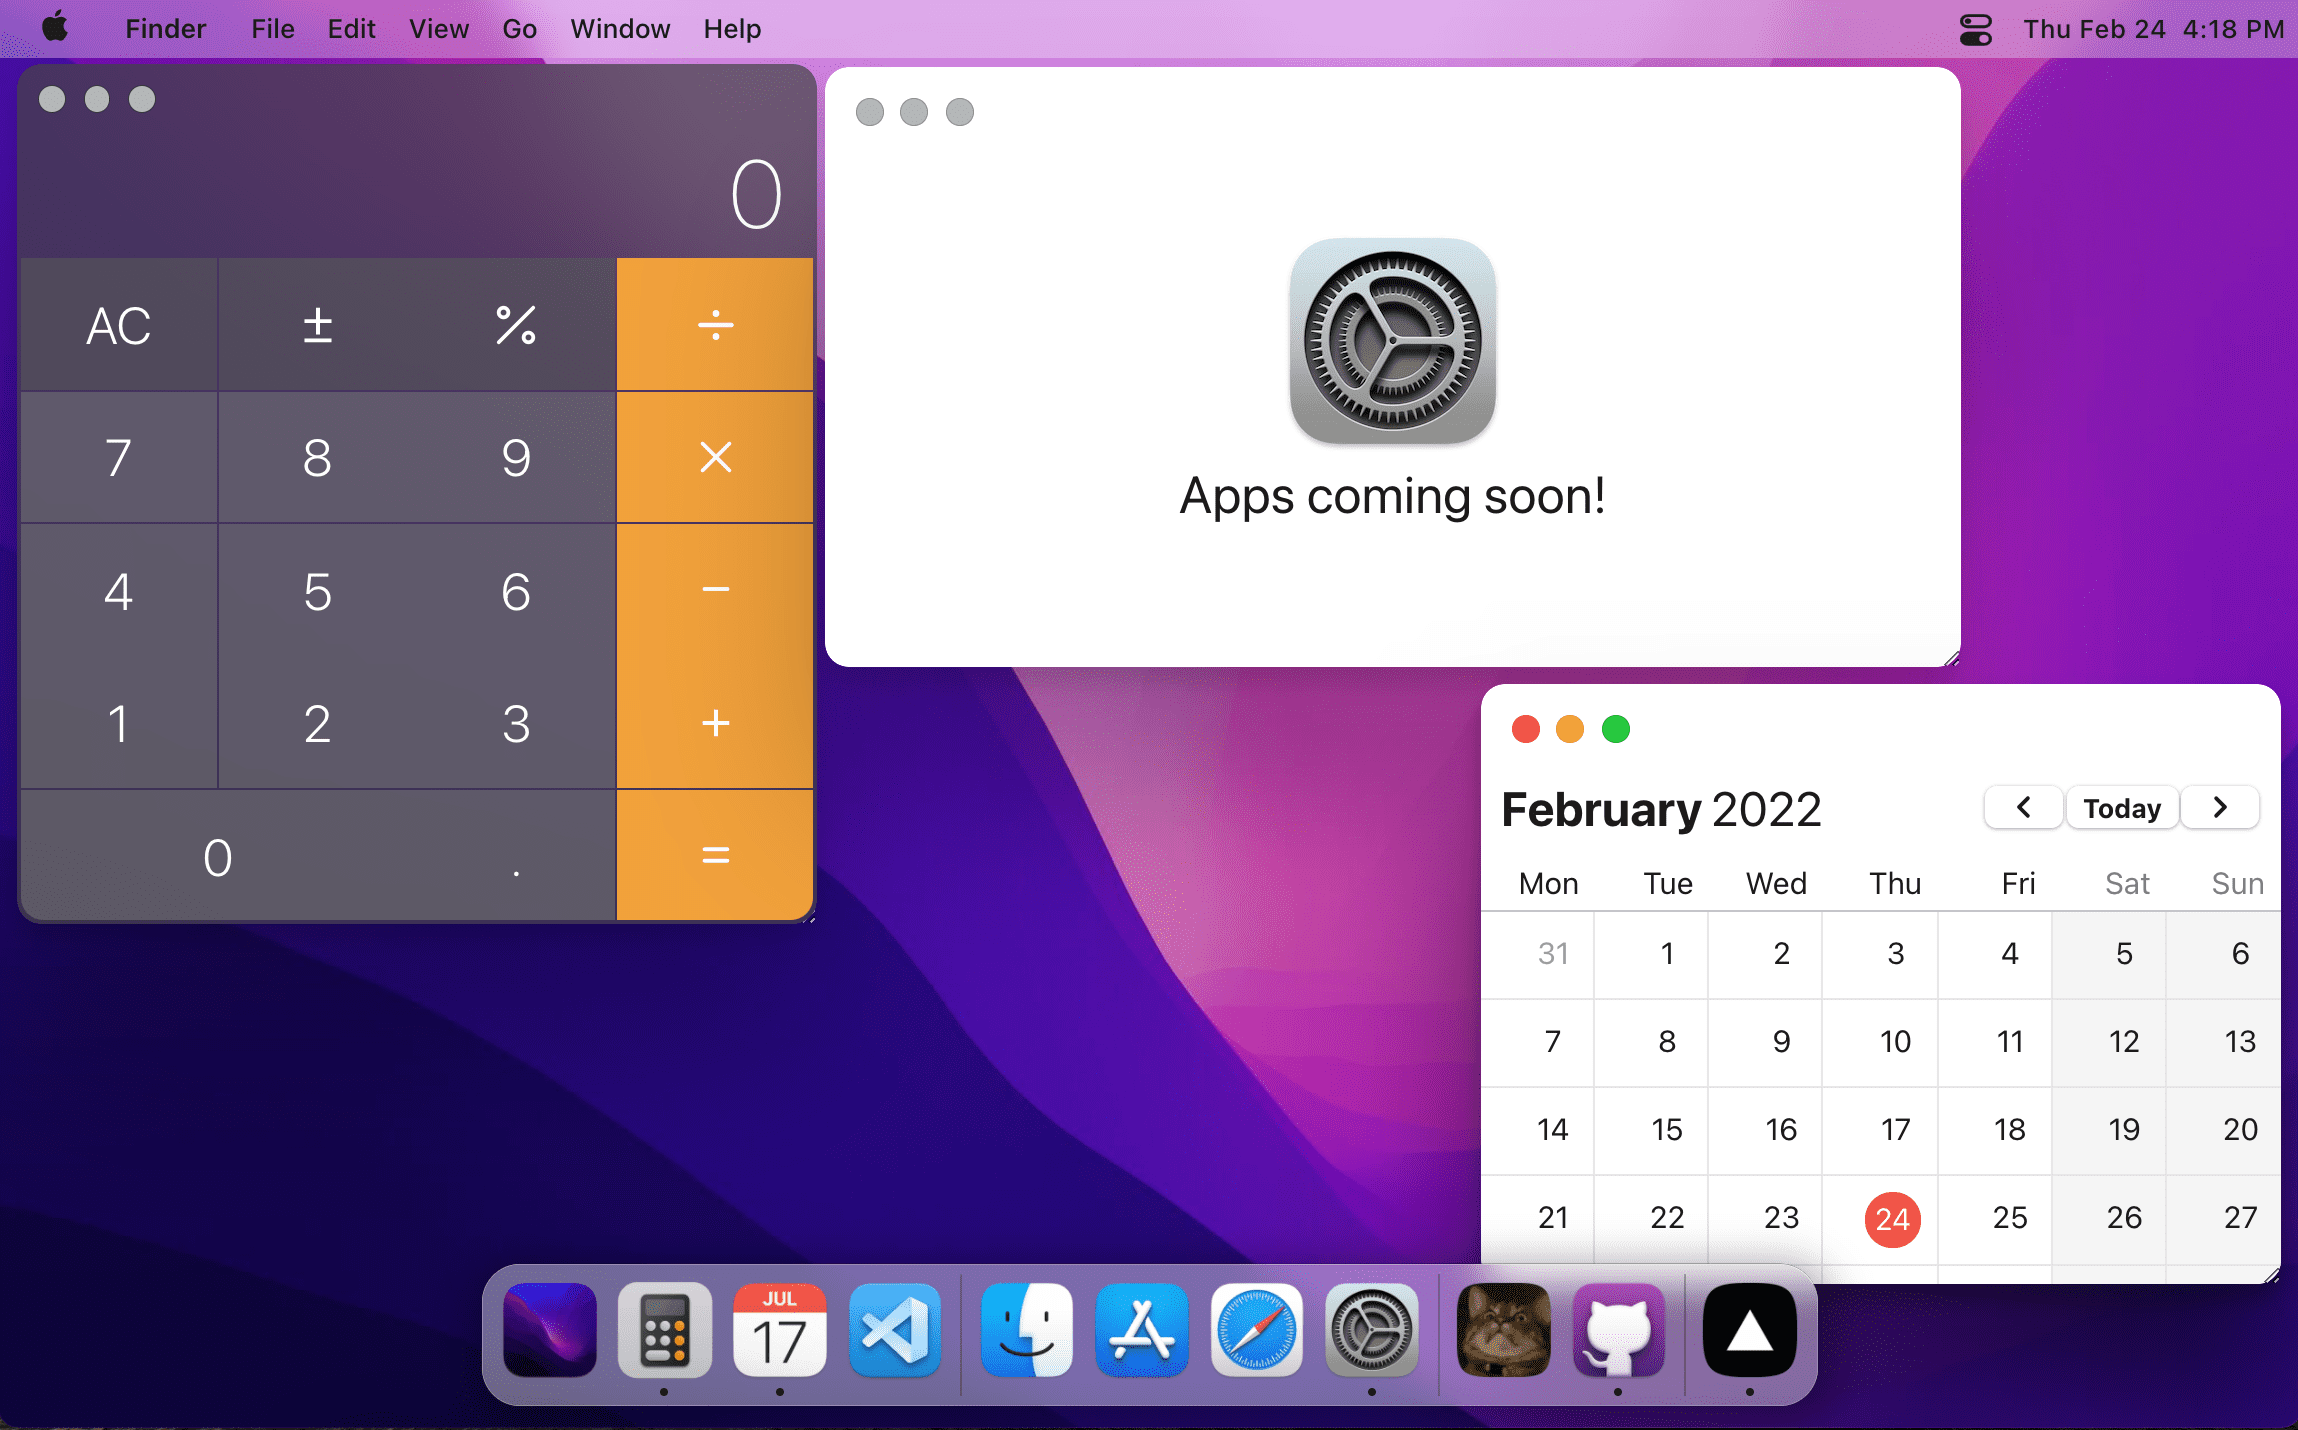 Finder File Edit View Go Window Help
Thu Feb 24 4:18 PM
0
AC ± % ÷
7 8 9 ×
4 5 6 −
1 2 3 +
0 . =
Apps coming soon!
February 2022
Today
Mon Tue Wed Thu Fri Sat Sun
31 1 2 3 4 5 6
7 8 9 10 11 12 13
14 15 16 17 18 19 20
21 22 23 24 25 26 27
JUL
17